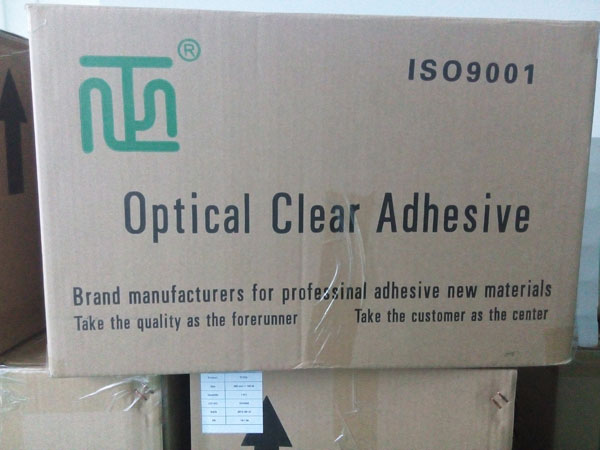 ®
ISO9001
Optical Clear Adhesive
Brand manufacturers for professinal adhesive new materials
Take the quality as the forerunner
Take the customer as the center